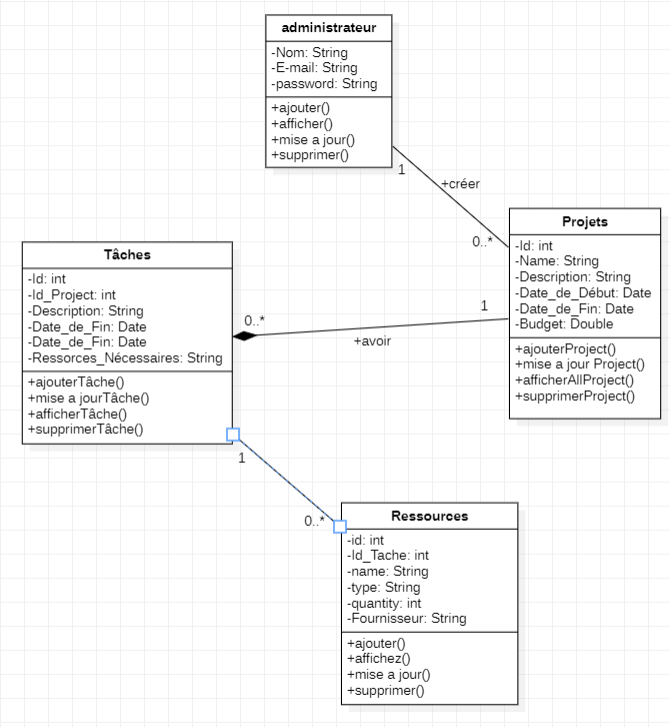 administrateur
-Nom: String
-E-mail: String
-password: String
+ajouter()
+afficher()
+mise a jour()
+supprimer()
1
+créer
0..*
Projets
-Id: int
-Name: String
-Description: String
-Date_de_Début: Date
-Date_de_Fin: Date
-Budget: Double
+ajouterProject()
+mise a jour Project()
+afficherAllProject()
+supprimerProject()
1
+avoir
0..*
Tâches
-Id: int
-Id_Project: int
-Description: String
-Date_de_Fin: Date
-Date_de_Fin: Date
-Ressorces_Nécessaires: String
+ajouterTâche()
+mise a jourTâche()
+afficherTâche()
+supprimerTâche()
1
0..*
Ressources
-id: int
-Id_Tache: int
-name: String
-type: String
-quantity: int
-Fournisseur: String
+ajouter()
+affichez()
+mise a jour()
+supprimer()